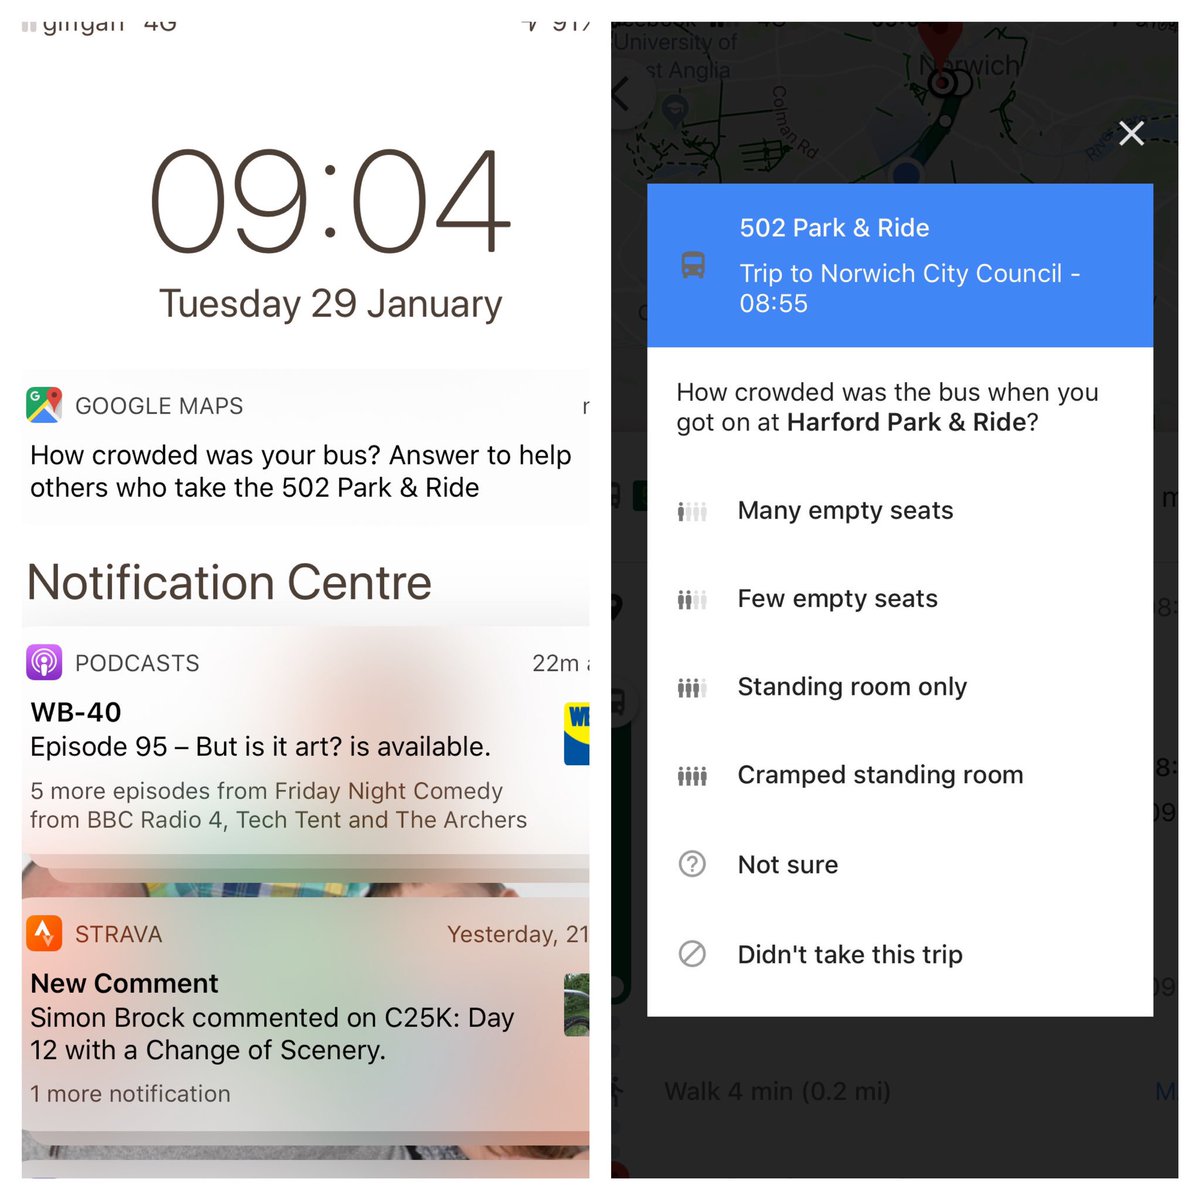 giffgaff 4G
09:04
Tuesday 29 January
GOOGLE MAPS
How crowded was your bus? Answer to help
others who take the 502 Park & Ride
Notification Centre
PODCASTS
22m
WB-40
Episode 95 – But is it art? is available.
5 more episodes from Friday Night Comedy
from BBC Radio 4, Tech Tent and The Archers
STRAVA
Yesterday, 21
New Comment
Simon Brock commented on C25K: Day
12 with a Change of Scenery.
1 more notification
University of
st Anglia
Norwich
Colman Rd
502 Park & Ride
Trip to Norwich City Council -
08:55
How crowded was the bus when you
got on at Harford Park & Ride?
Many empty seats
Few empty seats
Standing room only
Cramped standing room
Not sure
Didn't take this trip
Walk 4 min (0.2 mi)